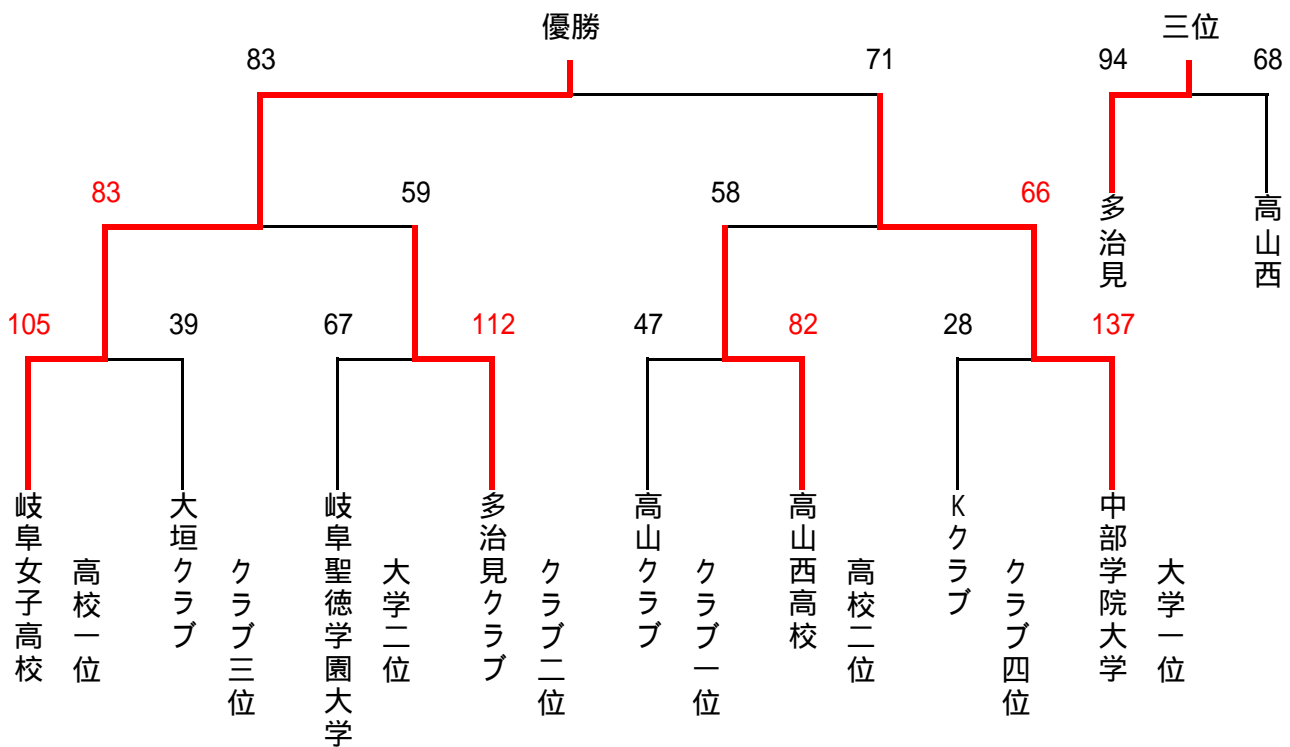 優勝
三位
83
71
94
68
83
59
58
66
多治見
高山西
105
39
67
112
47
82
28
137
岐阜女子高校
高校一位
大垣クラブ
クラブ三位
岐阜聖徳学園大学
大学二位
多治見クラブ
クラブ二位
高山クラブ
クラブ一位
高山西高校
高校二位
Kクラブ
クラブ四位
中部学院大学
大学一位